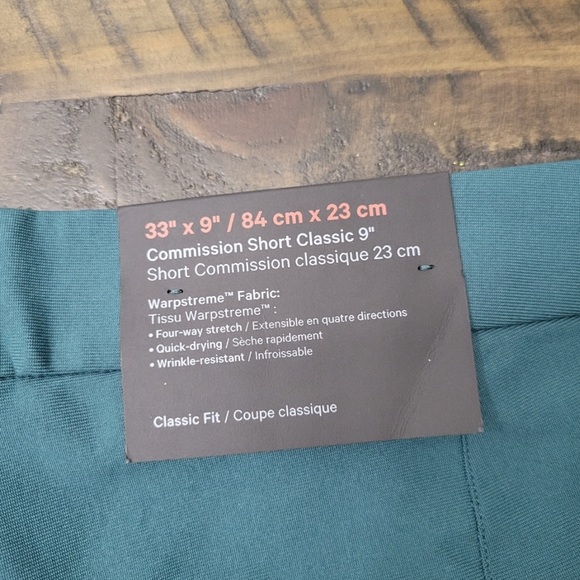 33" x 9" / 84 cm x 23 cm
Commission Short Classic 9"
Short Commission classique 23 cm
Warpstreme™ Fabric:
Tissu Warpstreme™ :
• Four-way stretch / Extensible en quatre directions
• Quick-drying / Sèche rapidement
• Wrinkle-resistant / Infroissable
Classic Fit / Coupe classique